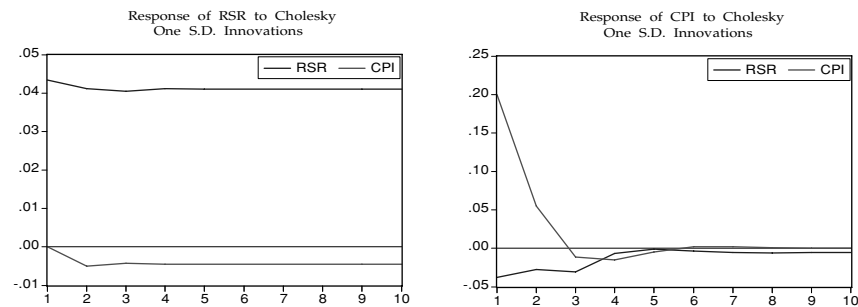 Response of RSR to Cholesky
One S.D. Innovations
.05
.04
.03
.02
.01
.00
-.01
RSR CPI
1 2 3 4 5 6 7 8 9 10
Response of CPI to Cholesky
One S.D. Innovations
.25
.20
.15
.10
.05
.00
-.05
RSR CPI
1 2 3 4 5 6 7 8 9 10